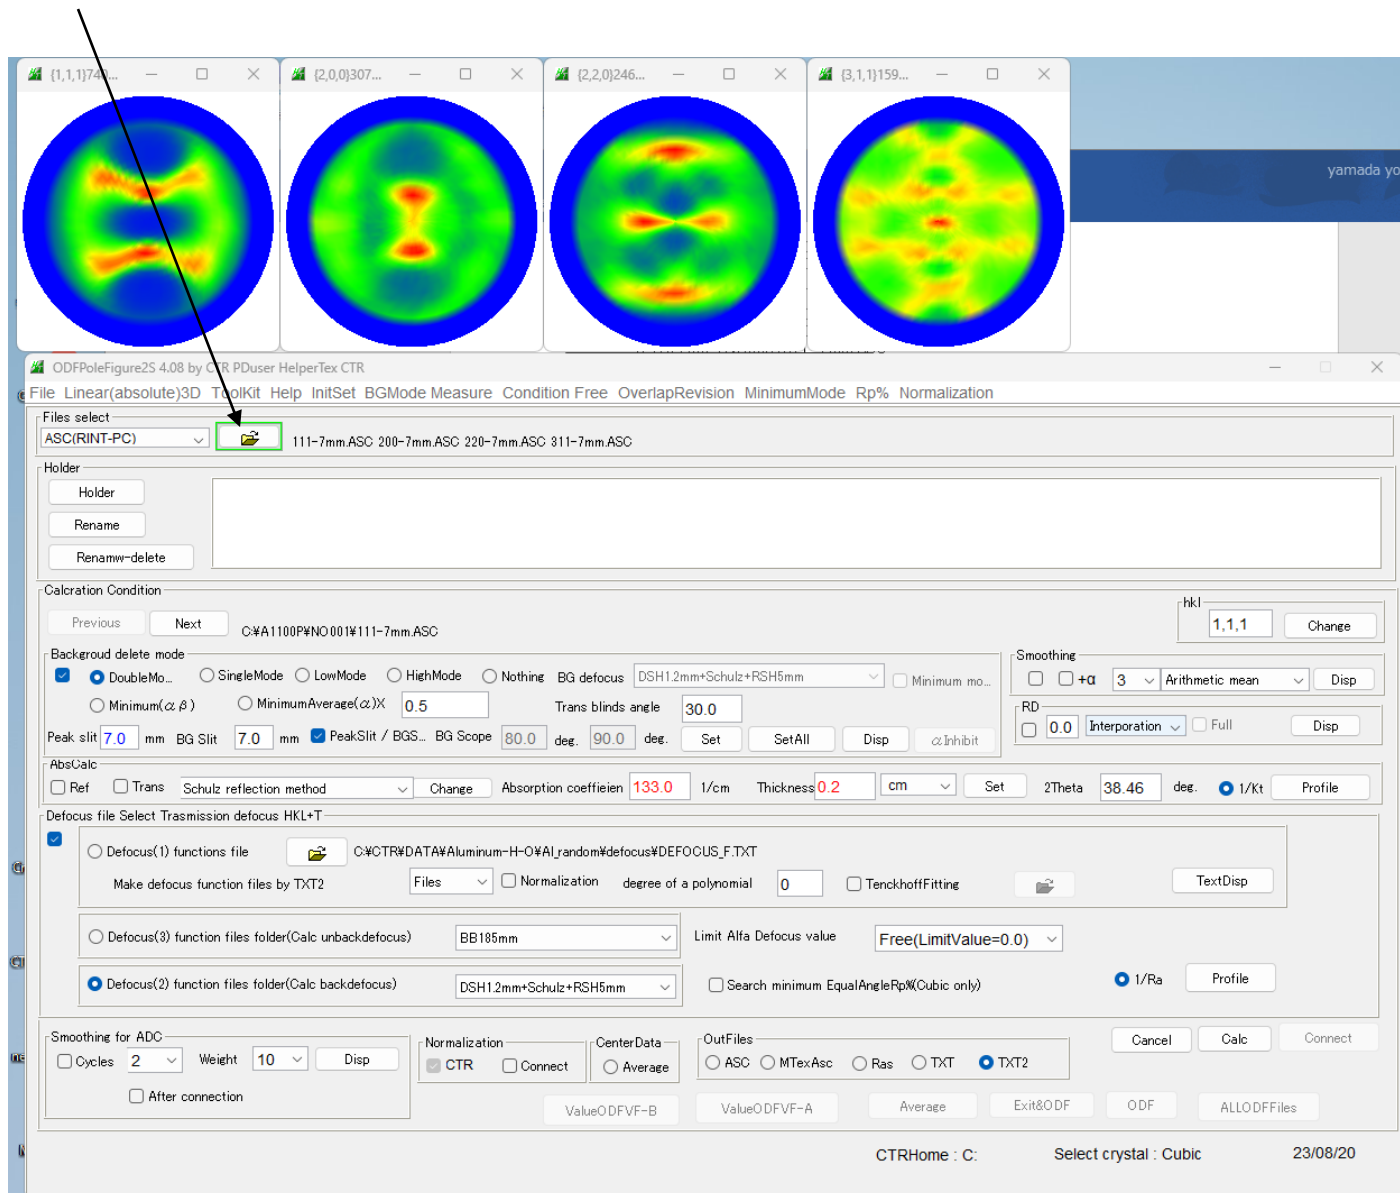 {1,1,1}740...
{2,0,0}307...
{2,2,0}246...
{3,1,1}159...
yamada yo
ODFPoleFigure2S 4.08 by CTR PDuser HelperTex CTR
File Linear(absolute)3D ToolKit Help InitSet BGMode Measure Condition Free OverlapRevision MinimumMode Rp% Normalization
Files select
ASC(RINT-PC) 111-7mm.ASC 200-7mm.ASC 220-7mm.ASC 311-7mm.ASC
Holder
Holder
Rename
Renamw-delete
Calcration Condition
Previous Next C:¥A1100P¥NO001¥111-7mm.ASC
hkl
1,1,1 Change
Backgroud delete mode
DoubleMo... SingleMode LowMode HighMode Nothing BG defocus DSH1.2mm+Schulz+RSH5mm Minimum mo...
Minimum(αβ) MinimumAverage(α)X 0.5 Trans blinds angle 30.0
Peak slit 7.0 mm BG Slit 7.0 mm PeakSlit / BGS... BG Scope 80.0 deg. 90.0 deg. Set SetAll Disp αInhibit
Smoothing
+α 3 Arithmetic mean Disp
RD
0.0 Interporation Full Disp
AbsCalc
Ref Trans Schulz reflection method Change Absorption coeffieien 133.0 1/cm Thickness 0.2 cm Set 2Theta 38.46 deg. 1/Kt Profile
Defocus file Select Trasmission defocus HKL+T
Defocus(1) functions file C:¥CTR¥DATA¥Aluminum-H-O¥Al_random¥defocus¥DEFOCUS_F.TXT
Make defocus function files by TXT2 Files Normalization degree of a polynomial 0 TenckhoffFitting TextDisp
Defocus(3) function files folder(Calc unbackdefocus) BB185mm Limit Alfa Defocus value Free(LimitValue=0.0)
Defocus(2) function files folder(Calc backdefocus) DSH1.2mm+Schulz+RSH5mm Search minimum EqualAngleRp%(Cubic only) 1/Ra Profile
Smoothing for ADC
Cycles 2 Weight 10 Disp
After connection
Normalization
CTR Connect
CenterData
Average
OutFiles
ASC MTexAsc Ras TXT TXT2
Cancel Calc Connect
ValueODFVF-B ValueODFVF-A Average Exit&ODF ODF ALLODFFiles
CTRHome : C: Select crystal : Cubic 23/08/20